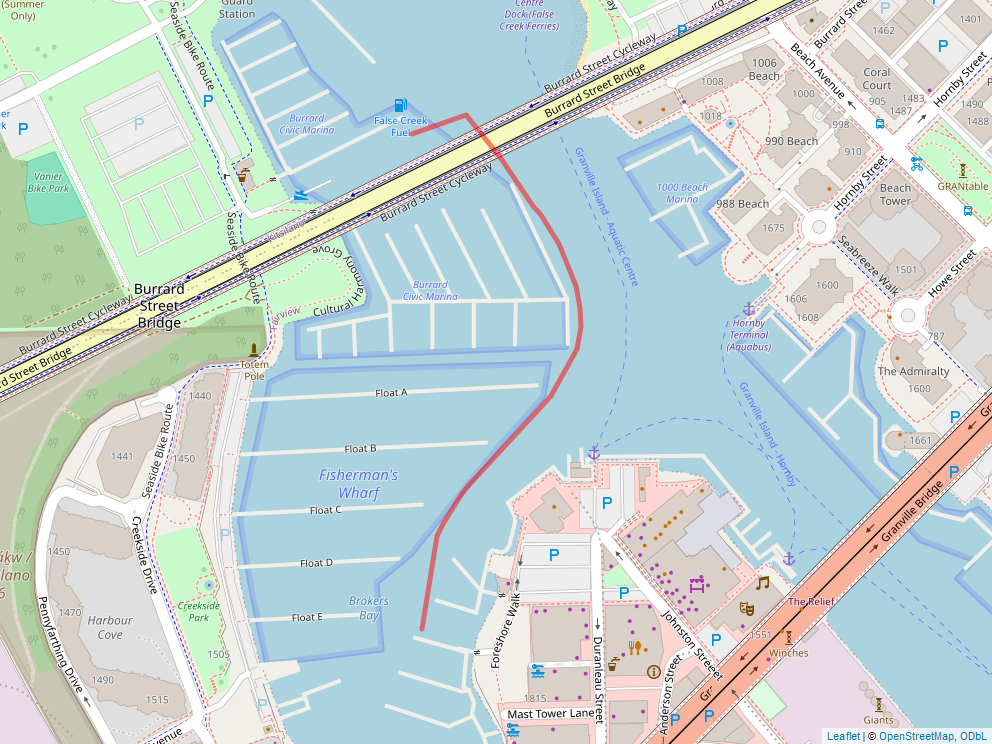 (Summer
Only)
Guard
Station
Seaside Bike Route
P
P
Vanier
Bike Park
Burrard
Civic Marina
False Creek
Fuel
Centre
Dock (False
Creek Ferries)
Burrard Street Cycleway
Burrard Street Bridge
Burrard Street Cycleway
P
P
P
1006
Beach
1008
1018
Beach Avenue
Burrard Street
1462
1401
Coral
Court
905
1483
1487
1490
1488
Hornby Street
1000
998
990 Beach
910
GRANtable
1000 Beach
Marina
988 Beach
Beach
Tower
Hornby Street
1675
Seabreeze Walk
1501
Howe Street
Granville Island - Aquatic Centre
Kitsilano
Seaside Bike Route
Cultural Harmony Grove
Fairview
Burrard
Civic Marina
Burrard
Street
Bridge
Burrard Street Cycleway
Burrard Street Bridge
Totem
Pole
1600
1606
1608
Hornby
Terminal
(Aquabus)
787
The Admiralty
1600
1661
P
P
Granville Island - Hornby
Granville Bridge
Float A
Float B
Fisherman's
Wharf
Float C
Float D
Float E
Brokers
Bay
1440
1450
1441
Seaside Bike Route
Creekside Drive
P
P
1450
1470
Harbour
Cove
1490
1515
1505
Creekside
Park
Pennyfarthing Drive
P
P
P
P
P
P
Foreshore Walk
Duranleau Street
Johnston Street
Anderson Street
Mast Tower Lane
1815
1551
The Relief
Winches
Giants
Leaflet | © OpenStreetMap, ODbL